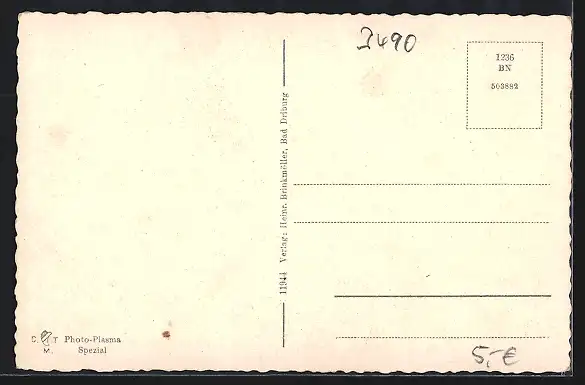 3490
1236
BN
503882
11944 Verlag: Heinr. Brinkmöller, Bad Driburg
C. T Photo-Plasma
M. Spezial
5,-€